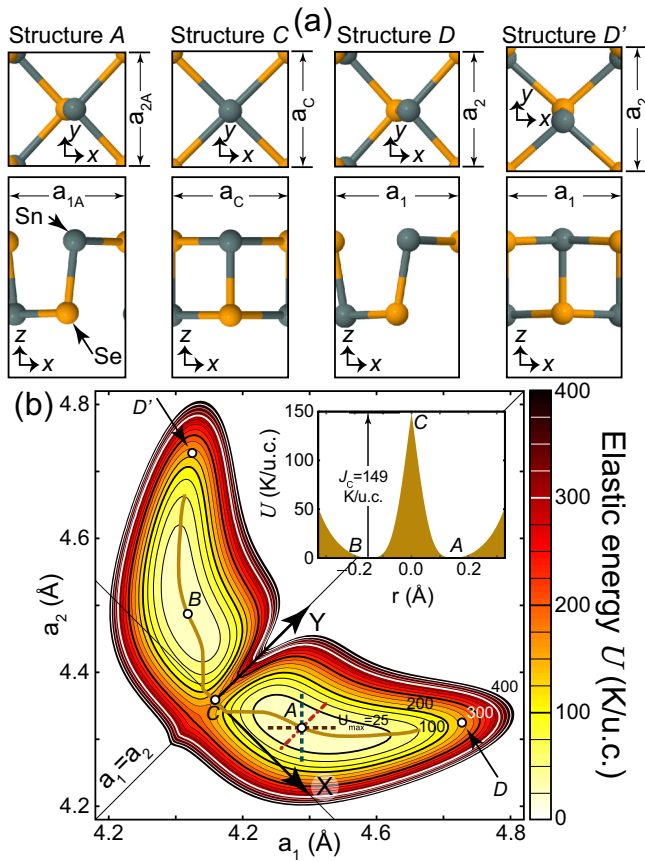 (a)
Structure A Structure C Structure D Structure D’
a2A aC a2 a2
y y y y
x x x x
a1A aC a1 a1
Sn
Se
z z z z
x x x x
(b)
4.8
4.6
4.4
4.2
a2 (Å)
4.2 4.2 4.6 4.8
a1 (Å)
D’
B
C
A
D
Y
X
a1=a2
Umax=25
100
200
300
400
150
100
50
0
U (K/u.c.)
−0.2 0.0 0.2
r (Å)
C
JC=149
K/u.c.
B A
400
300
200
100
0
Elastic energy U (K/u.c.)